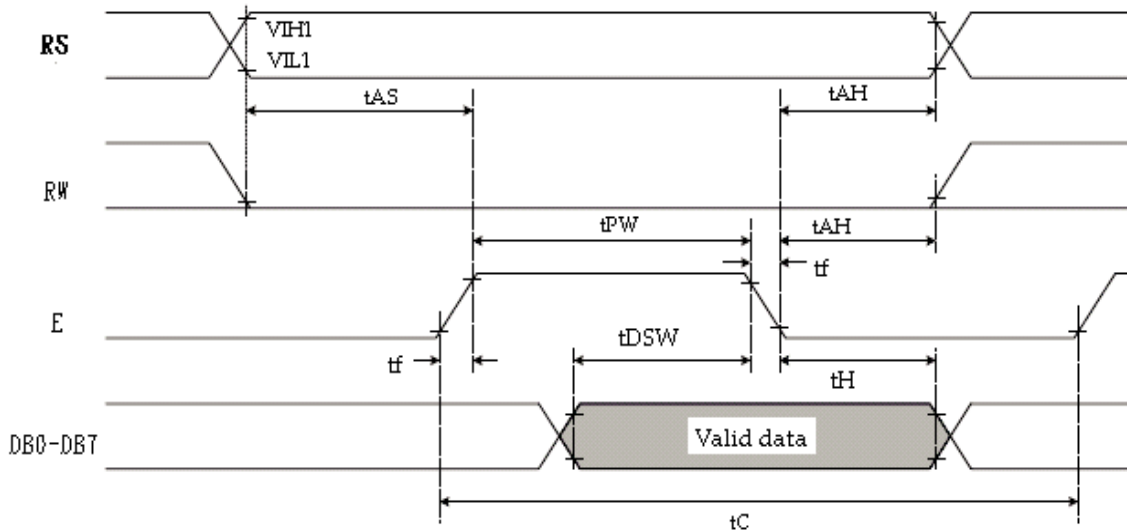 RS
VIH1
VIL1
tAS
tAH
RW
tPW
tAH
tf
E
tDSW
tf
tH
DB0-DB7
Valid data
tC